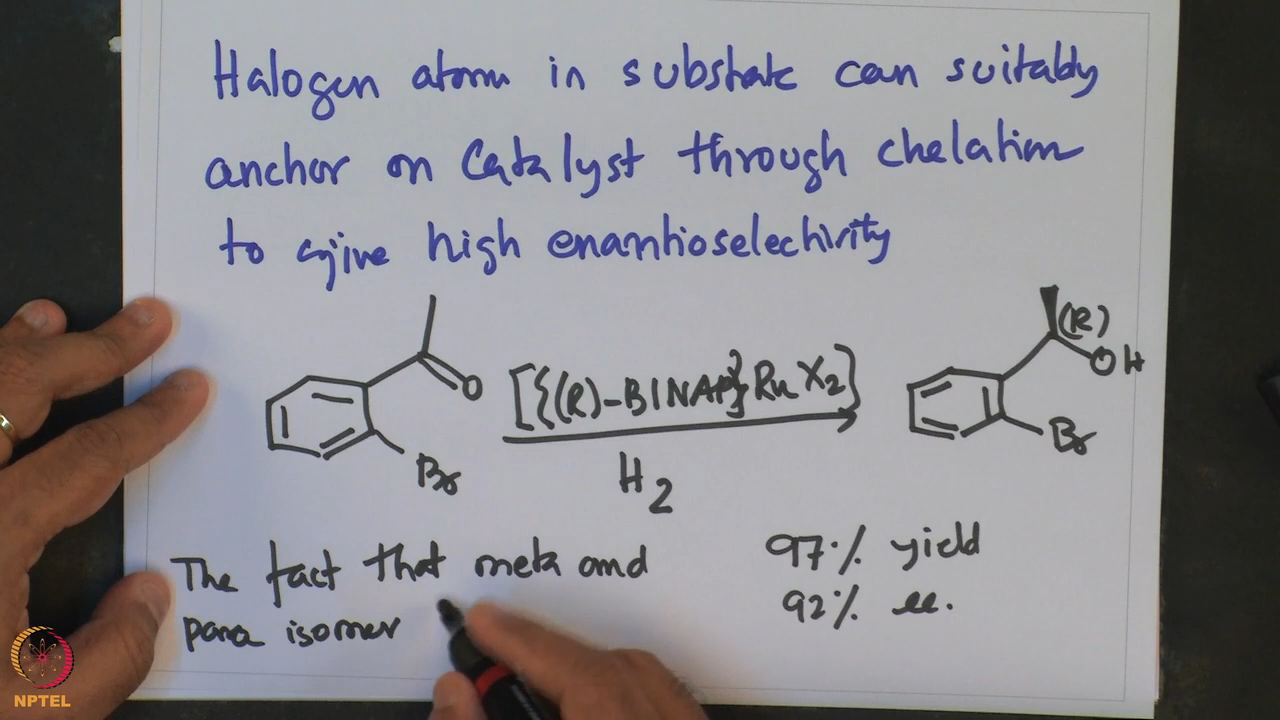 Halogen atom in substrate can suitably
anchor on Catalyst through chelation
to give high enantioselectivity
O
Br
[{(R)-BINAP}RuX2]
H2
(R)
OH
Br
The fact that meta and
para isomer
97% yield
92% ee.
NPTEL